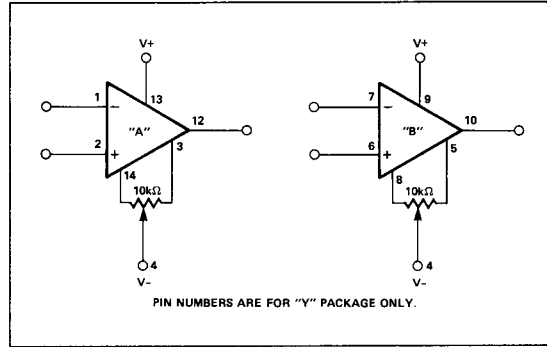 V+
V+
1
13
7
9
−
12
−
10
"A"
"B"
2
+
3
6
+
5
14
8
10kΩ
10kΩ
4
4
V−
V−
PIN NUMBERS ARE FOR "Y" PACKAGE ONLY.